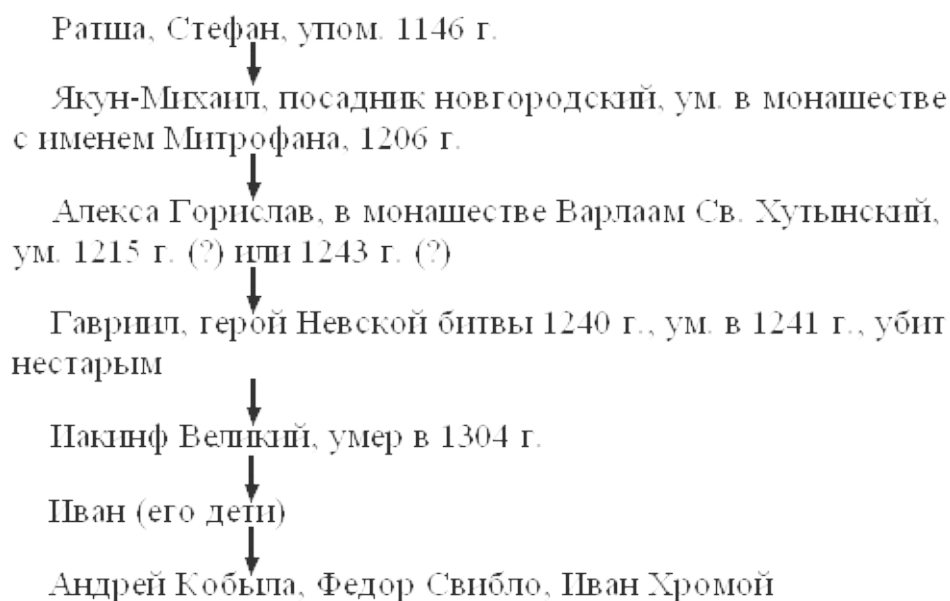 Ратша, Стефан, упом. 1146 г.
Якун-Михаил, посадник новгородский, ум. в монашестве
с именем Митрофана, 1206 г.
Алекса Горислав, в монашестве Варлаам Св. Хутынский,
ум. 1215 г. (?) или 1243 г. (?)
Гавриил, герой Невской битвы 1240 г., ум. в 1241 г., убит
нестарым
Иакинф Великий, умер в 1304 г.
Иван (его дети)
Андрей Кобыла, Федор Свибло, Иван Хромой